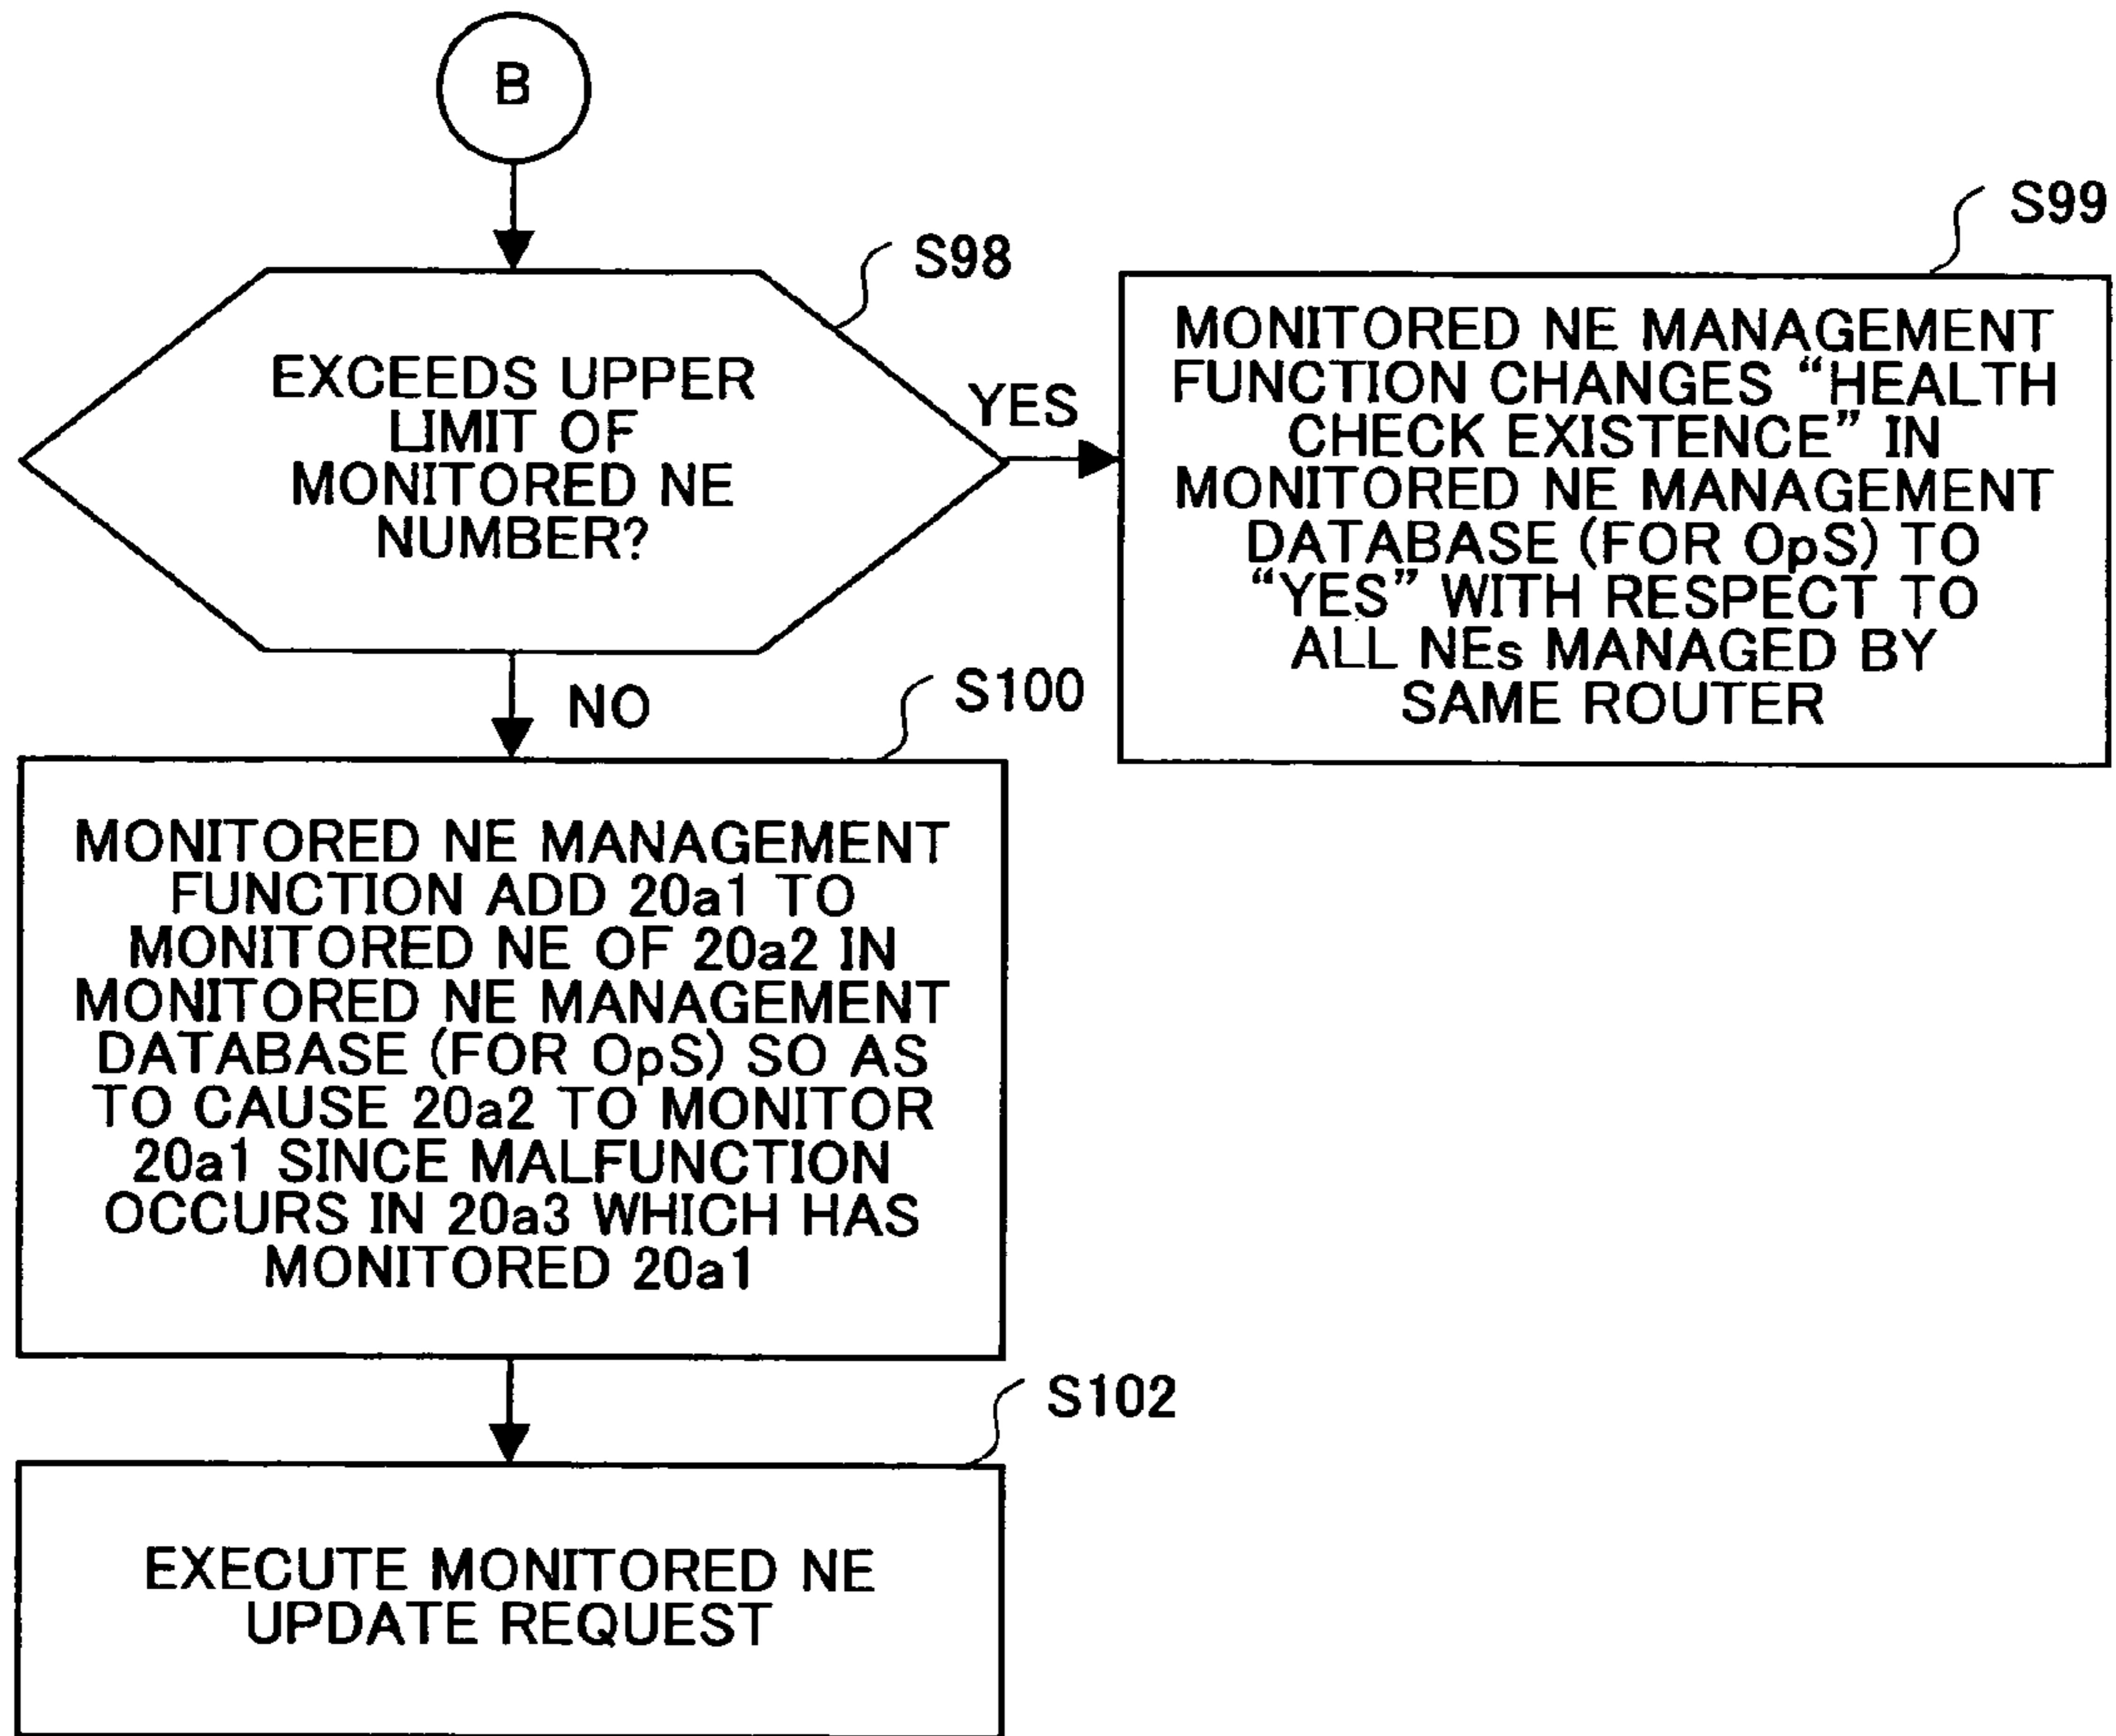 B
S98
EXCEEDS UPPER
LIMIT OF
MONITORED NE
NUMBER?
YES
S99
MONITORED NE MANAGEMENT
FUNCTION CHANGES “HEALTH
CHECK EXISTENCE” IN
MONITORED NE MANAGEMENT
DATABASE (FOR OpS) TO
“YES” WITH RESPECT TO
ALL NEs MANAGED BY
SAME ROUTER
NO
S100
MONITORED NE MANAGEMENT
FUNCTION ADD 20a1 TO
MONITORED NE OF 20a2 IN
MONITORED NE MANAGEMENT
DATABASE (FOR OpS) SO AS
TO CAUSE 20a2 TO MONITOR
20a1 SINCE MALFUNCTION
OCCURS IN 20a3 WHICH HAS
MONITORED 20a1
S102
EXECUTE MONITORED NE
UPDATE REQUEST